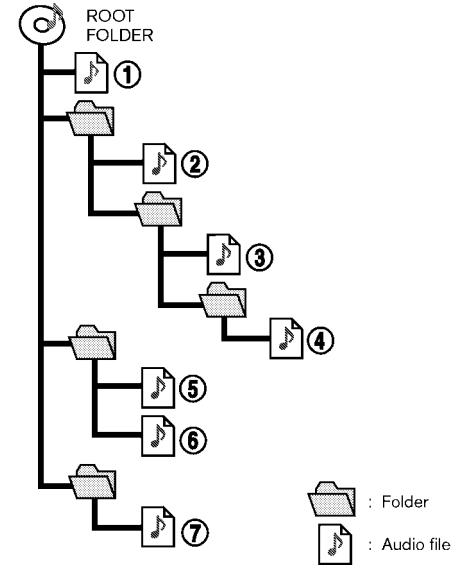 ROOT
FOLDER
①
②
③
④
⑤
⑥
⑦
: Folder
: Audio file